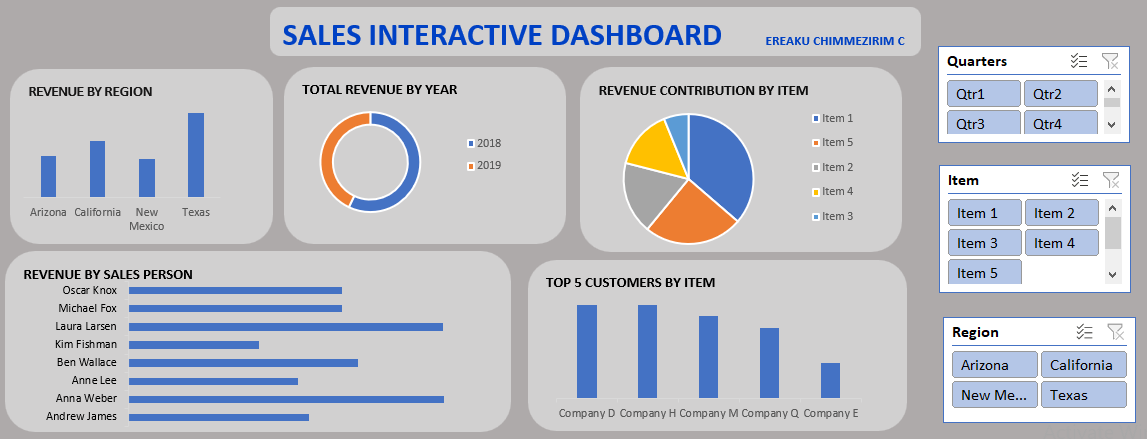 SALES INTERACTIVE DASHBOARD
EREAKU CHIMMEZIRIM C
REVENUE BY REGION
Arizona
California
New
Mexico
Texas
TOTAL REVENUE BY YEAR
2018
2019
REVENUE CONTRIBUTION BY ITEM
Item 1
Item 5
Item 2
Item 4
Item 3
Quarters
Qtr1 Qtr2
Qtr3 Qtr4
Item
Item 1 Item 2
Item 3 Item 4
Item 5
REVENUE BY SALES PERSON
Oscar Knox
Michael Fox
Laura Larsen
Kim Fishman
Ben Wallace
Anne Lee
Anna Weber
Andrew James
TOP 5 CUSTOMERS BY ITEM
Company D Company H Company M Company Q Company E
Region
Arizona California
New Me... Texas